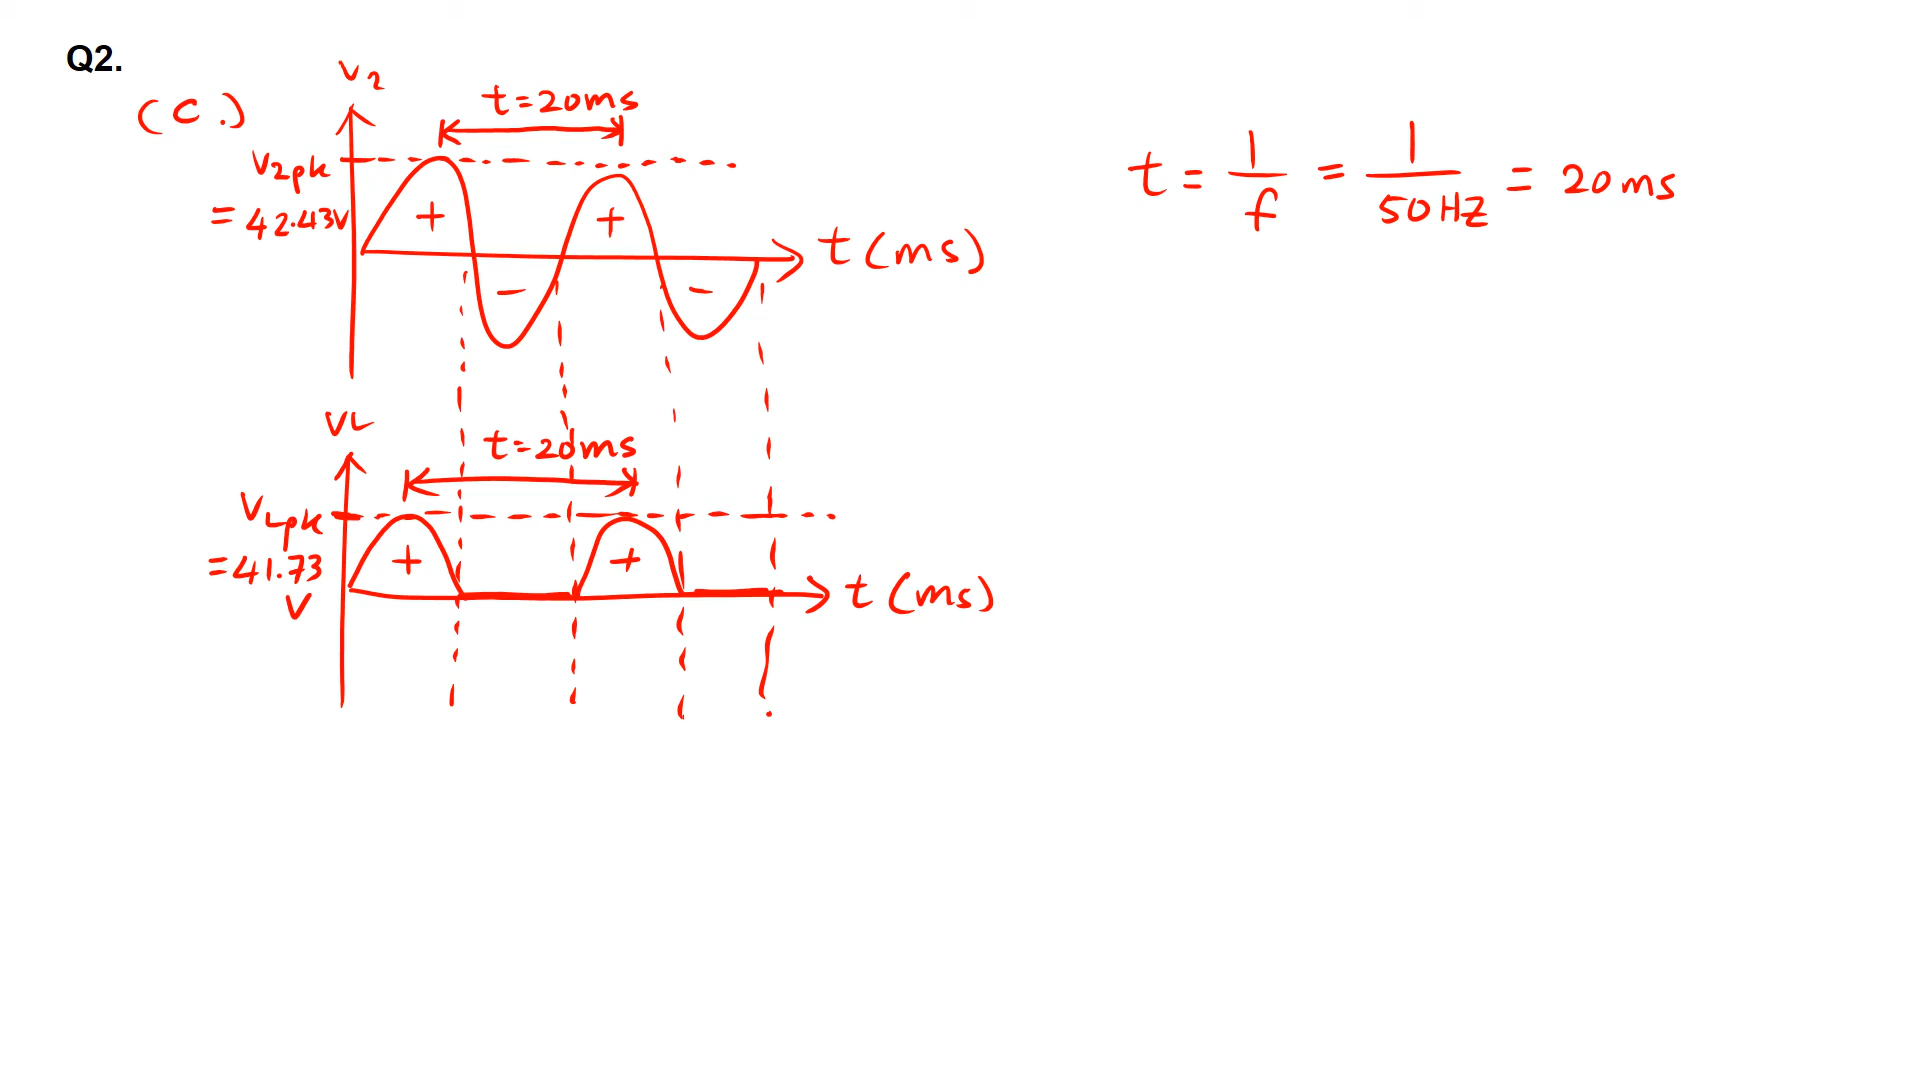 Q2.
(c.)
V2
t=20ms
V2pk
=42.43V
+
+
-
-
t(ms)
t = 1/f = 1/50HZ = 20ms
VL
t=20ms
VLpk
=41.73
V
+
+
t(ms)